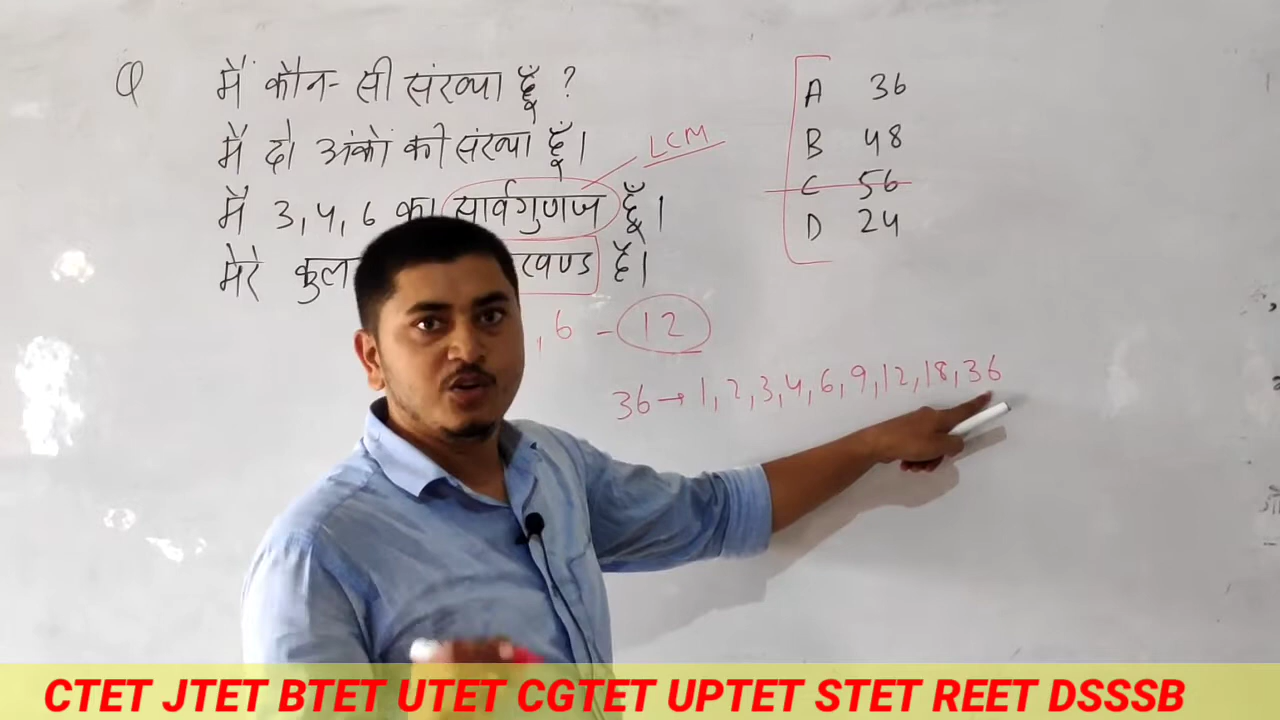 Q मैं कौन-सी संख्या हूँ ?
मैं दो अंकों की संख्या हूँ।
मैं 3, 4, 6 का सार्वगुणज हूँ।
LCM
मेरे कुल खण्ड हैं।
A 36
B 48
C 56
D 24
, 6 - 12
36 → 1, 2, 3, 4, 6, 9, 12, 18, 36
CTET JTET BTET UTET CGTET UPTET STET REET DSSSB